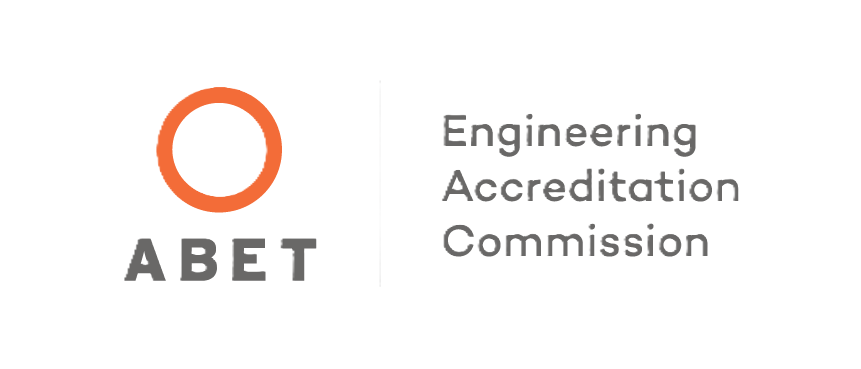 ABET
Engineering
Accreditation
Commission